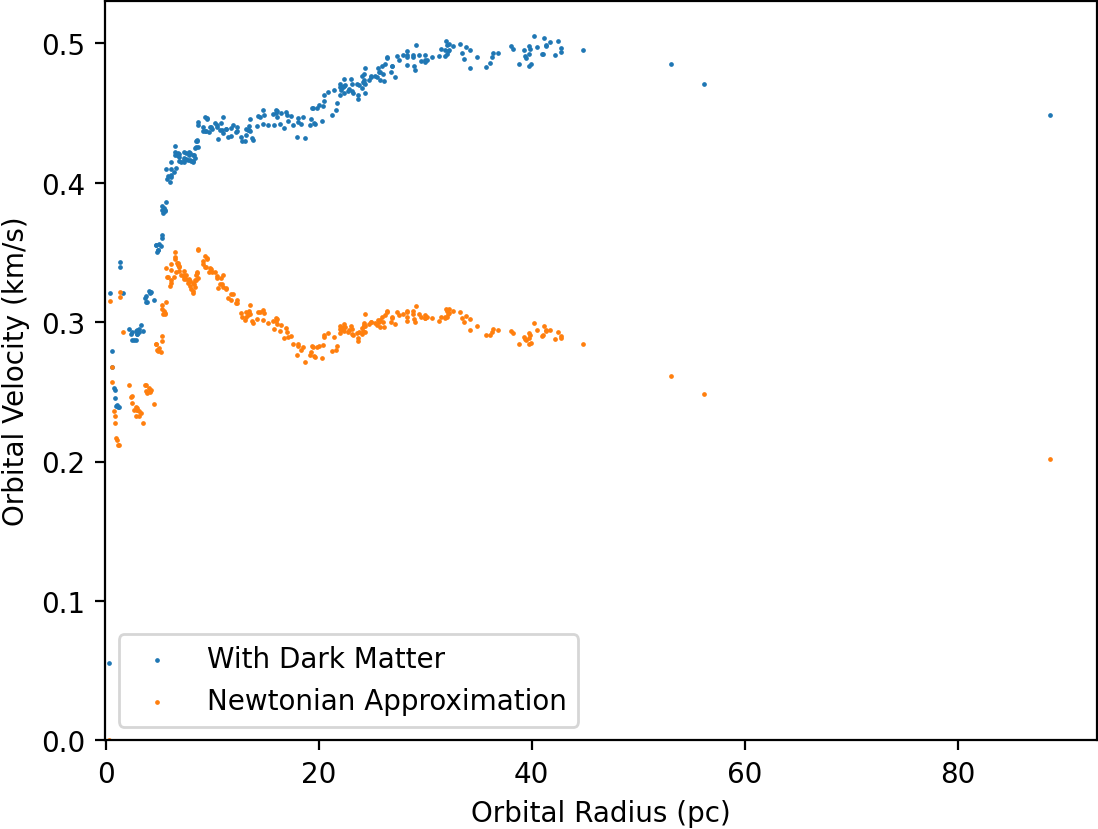 Orbital Velocity (km/s)
0.5
0.4
0.3
0.2
0.1
0.0
With Dark Matter
Newtonian Approximation
0
20
40
60
80
Orbital Radius (pc)